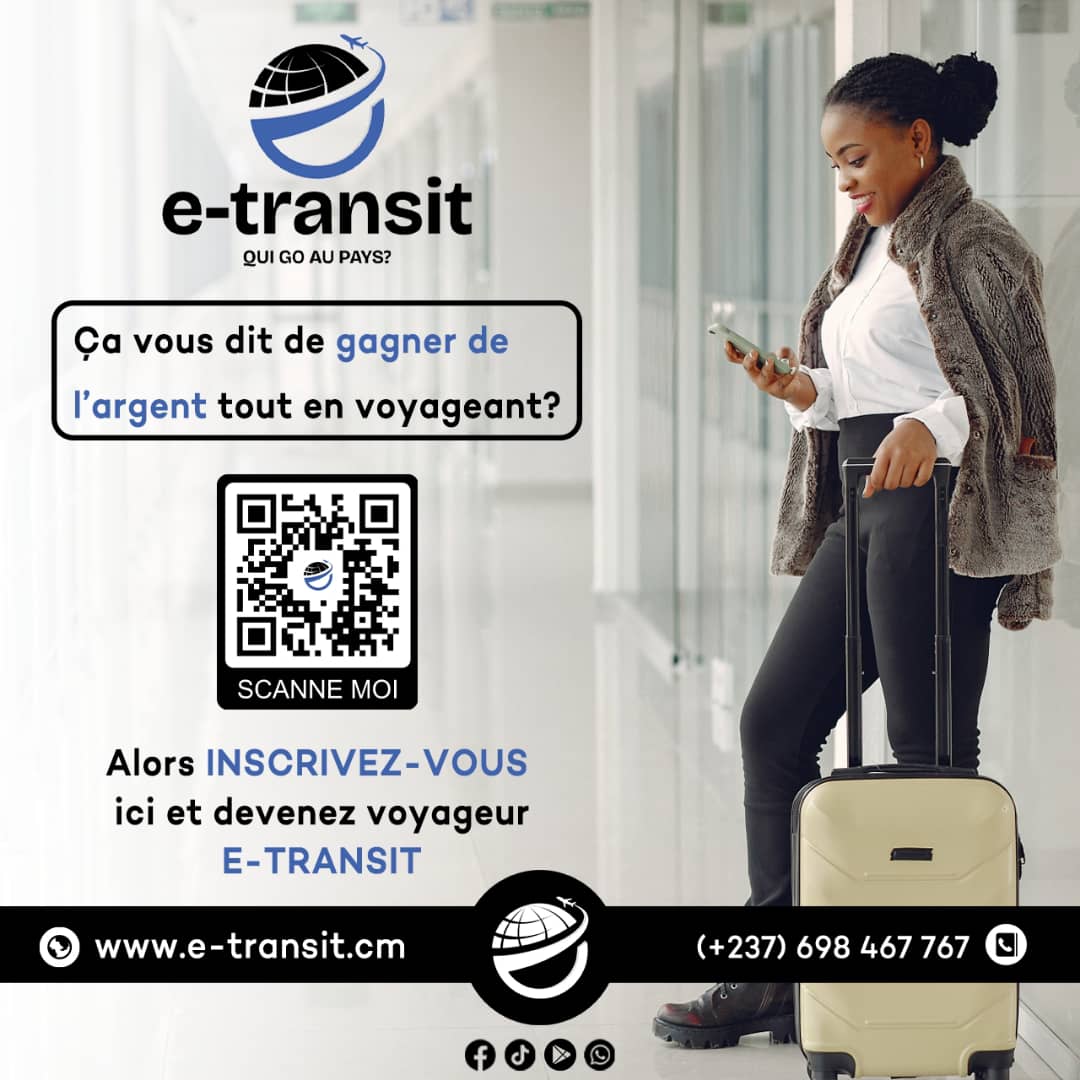 e-transit
QUI GO AU PAYS?
Ça vous dit de gagner de
l'argent tout en voyageant?
SCANNE MOI
Alors INSCRIVEZ-VOUS
ici et devenez voyageur
E-TRANSIT
www.e-transit.cm
(+237) 698 467 767